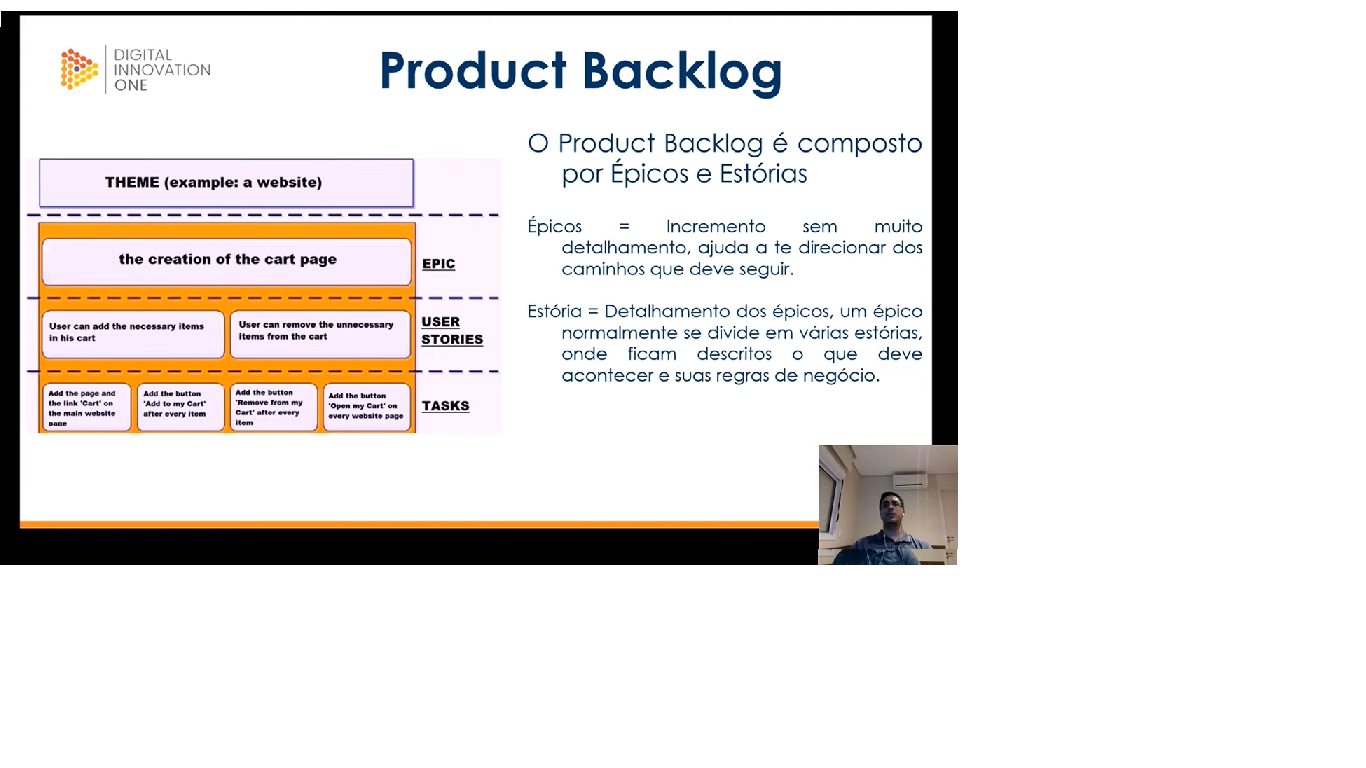 DIGITAL
INNOVATION
ONE
Product Backlog
THEME (example: a website)
the creation of the cart page
EPIC
User can add the necessary items
in his cart
User can remove the unnecessary
items from the cart
USER
STORIES
Add the page and
the link 'Cart' on
the main website
page
Add the button
'Add to my Cart'
after every item
Add the button
'Remove from my
Cart' after every
item
Add the button
'Open my Cart' on
every website page
TASKS
O Product Backlog é composto
por Épicos e Estórias
Épicos = Incremento sem muito
detalhamento, ajuda a te direcionar dos
caminhos que deve seguir.
Estória = Detalhamento dos épicos, um épico
normalmente se divide em várias estórias,
onde ficam descritos o que deve
acontecer e suas regras de negócio.